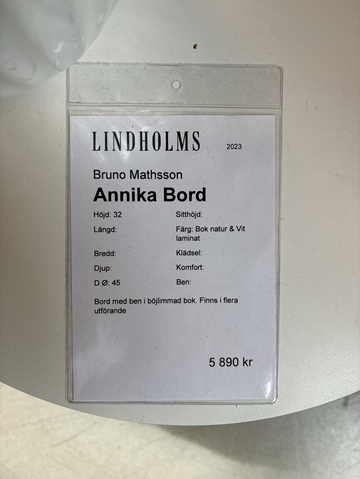 LINDHOLMS 2023
Bruno Mathsson
Annika Bord
Höjd: 32 Sitthöjd:
Längd: Färg: Bok natur & Vit
laminat
Bredd: Klädsel:
Djup: Komfort:
D Ø: 45 Ben:
Bord med ben i böjlimmad bok. Finns i flera
utförande
5 890 kr